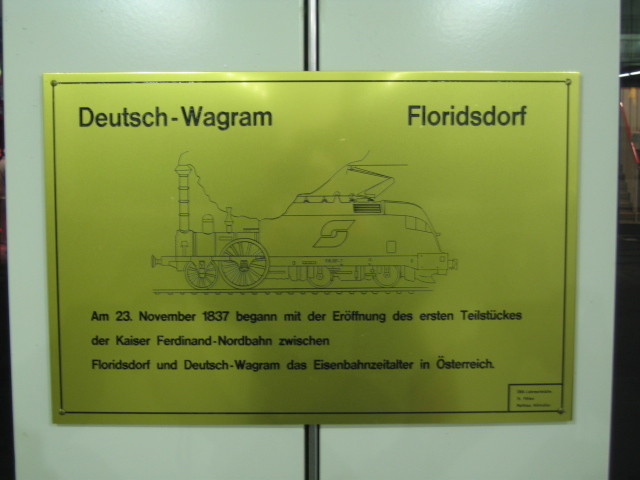 Deutsch-Wagram Floridsdorf
Am 23. November 1837 begann mit der Eröffnung des ersten Teilstückes
der Kaiser Ferdinand-Nordbahn zwischen
Floridsdorf und Deutsch-Wagram das Eisenbahnzeitalter in Österreich.